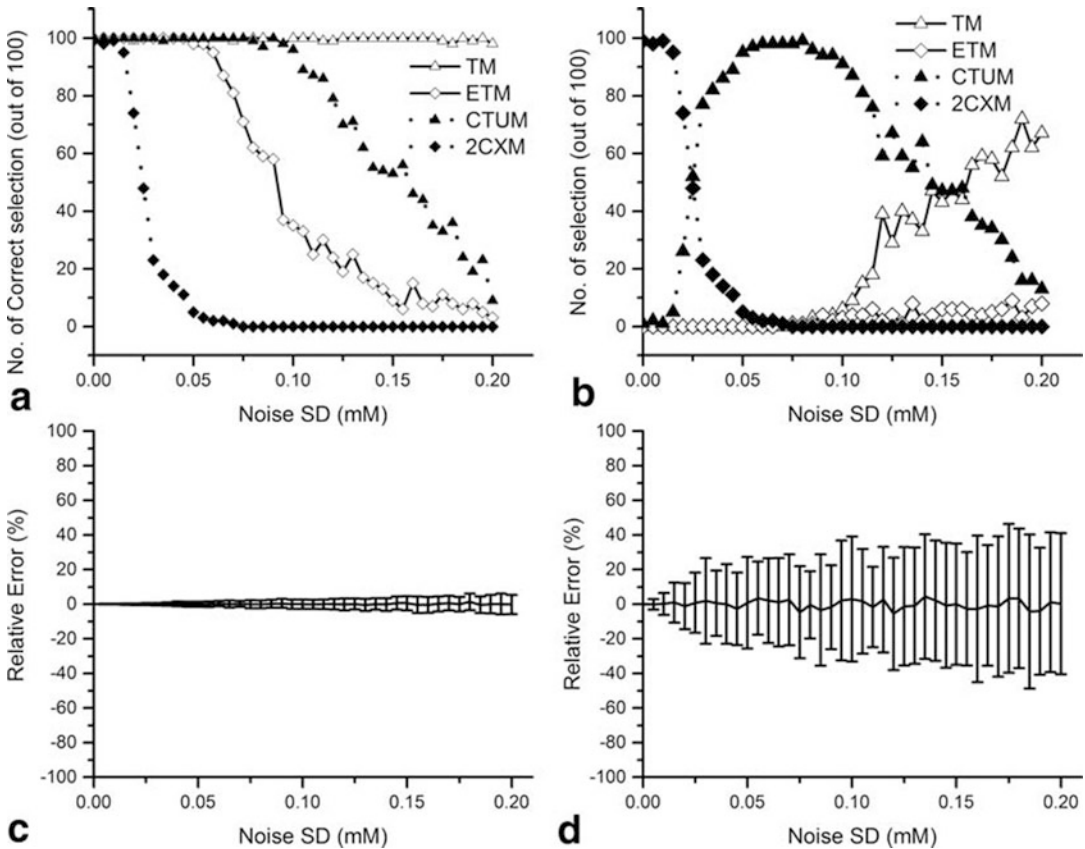 No. of Correct selection (out of 100)
100
80
60
40
20
0
TM
ETM
CTUM
2CXM
0.00
0.05
0.10
0.15
0.20
Noise SD (mM)
a
No. of selection (out of 100)
100
80
60
40
20
0
TM
ETM
CTUM
2CXM
0.00
0.05
0.10
0.15
0.20
Noise SD (mM)
b
Relative Error (%)
100
80
60
40
20
0
-20
-40
-60
-80
-100
0.00
0.05
0.10
0.15
0.20
Noise SD (mM)
c
Relative Error (%)
100
80
60
40
20
0
-20
-40
-60
-80
-100
0.00
0.05
0.10
0.15
0.20
Noise SD (mM)
d